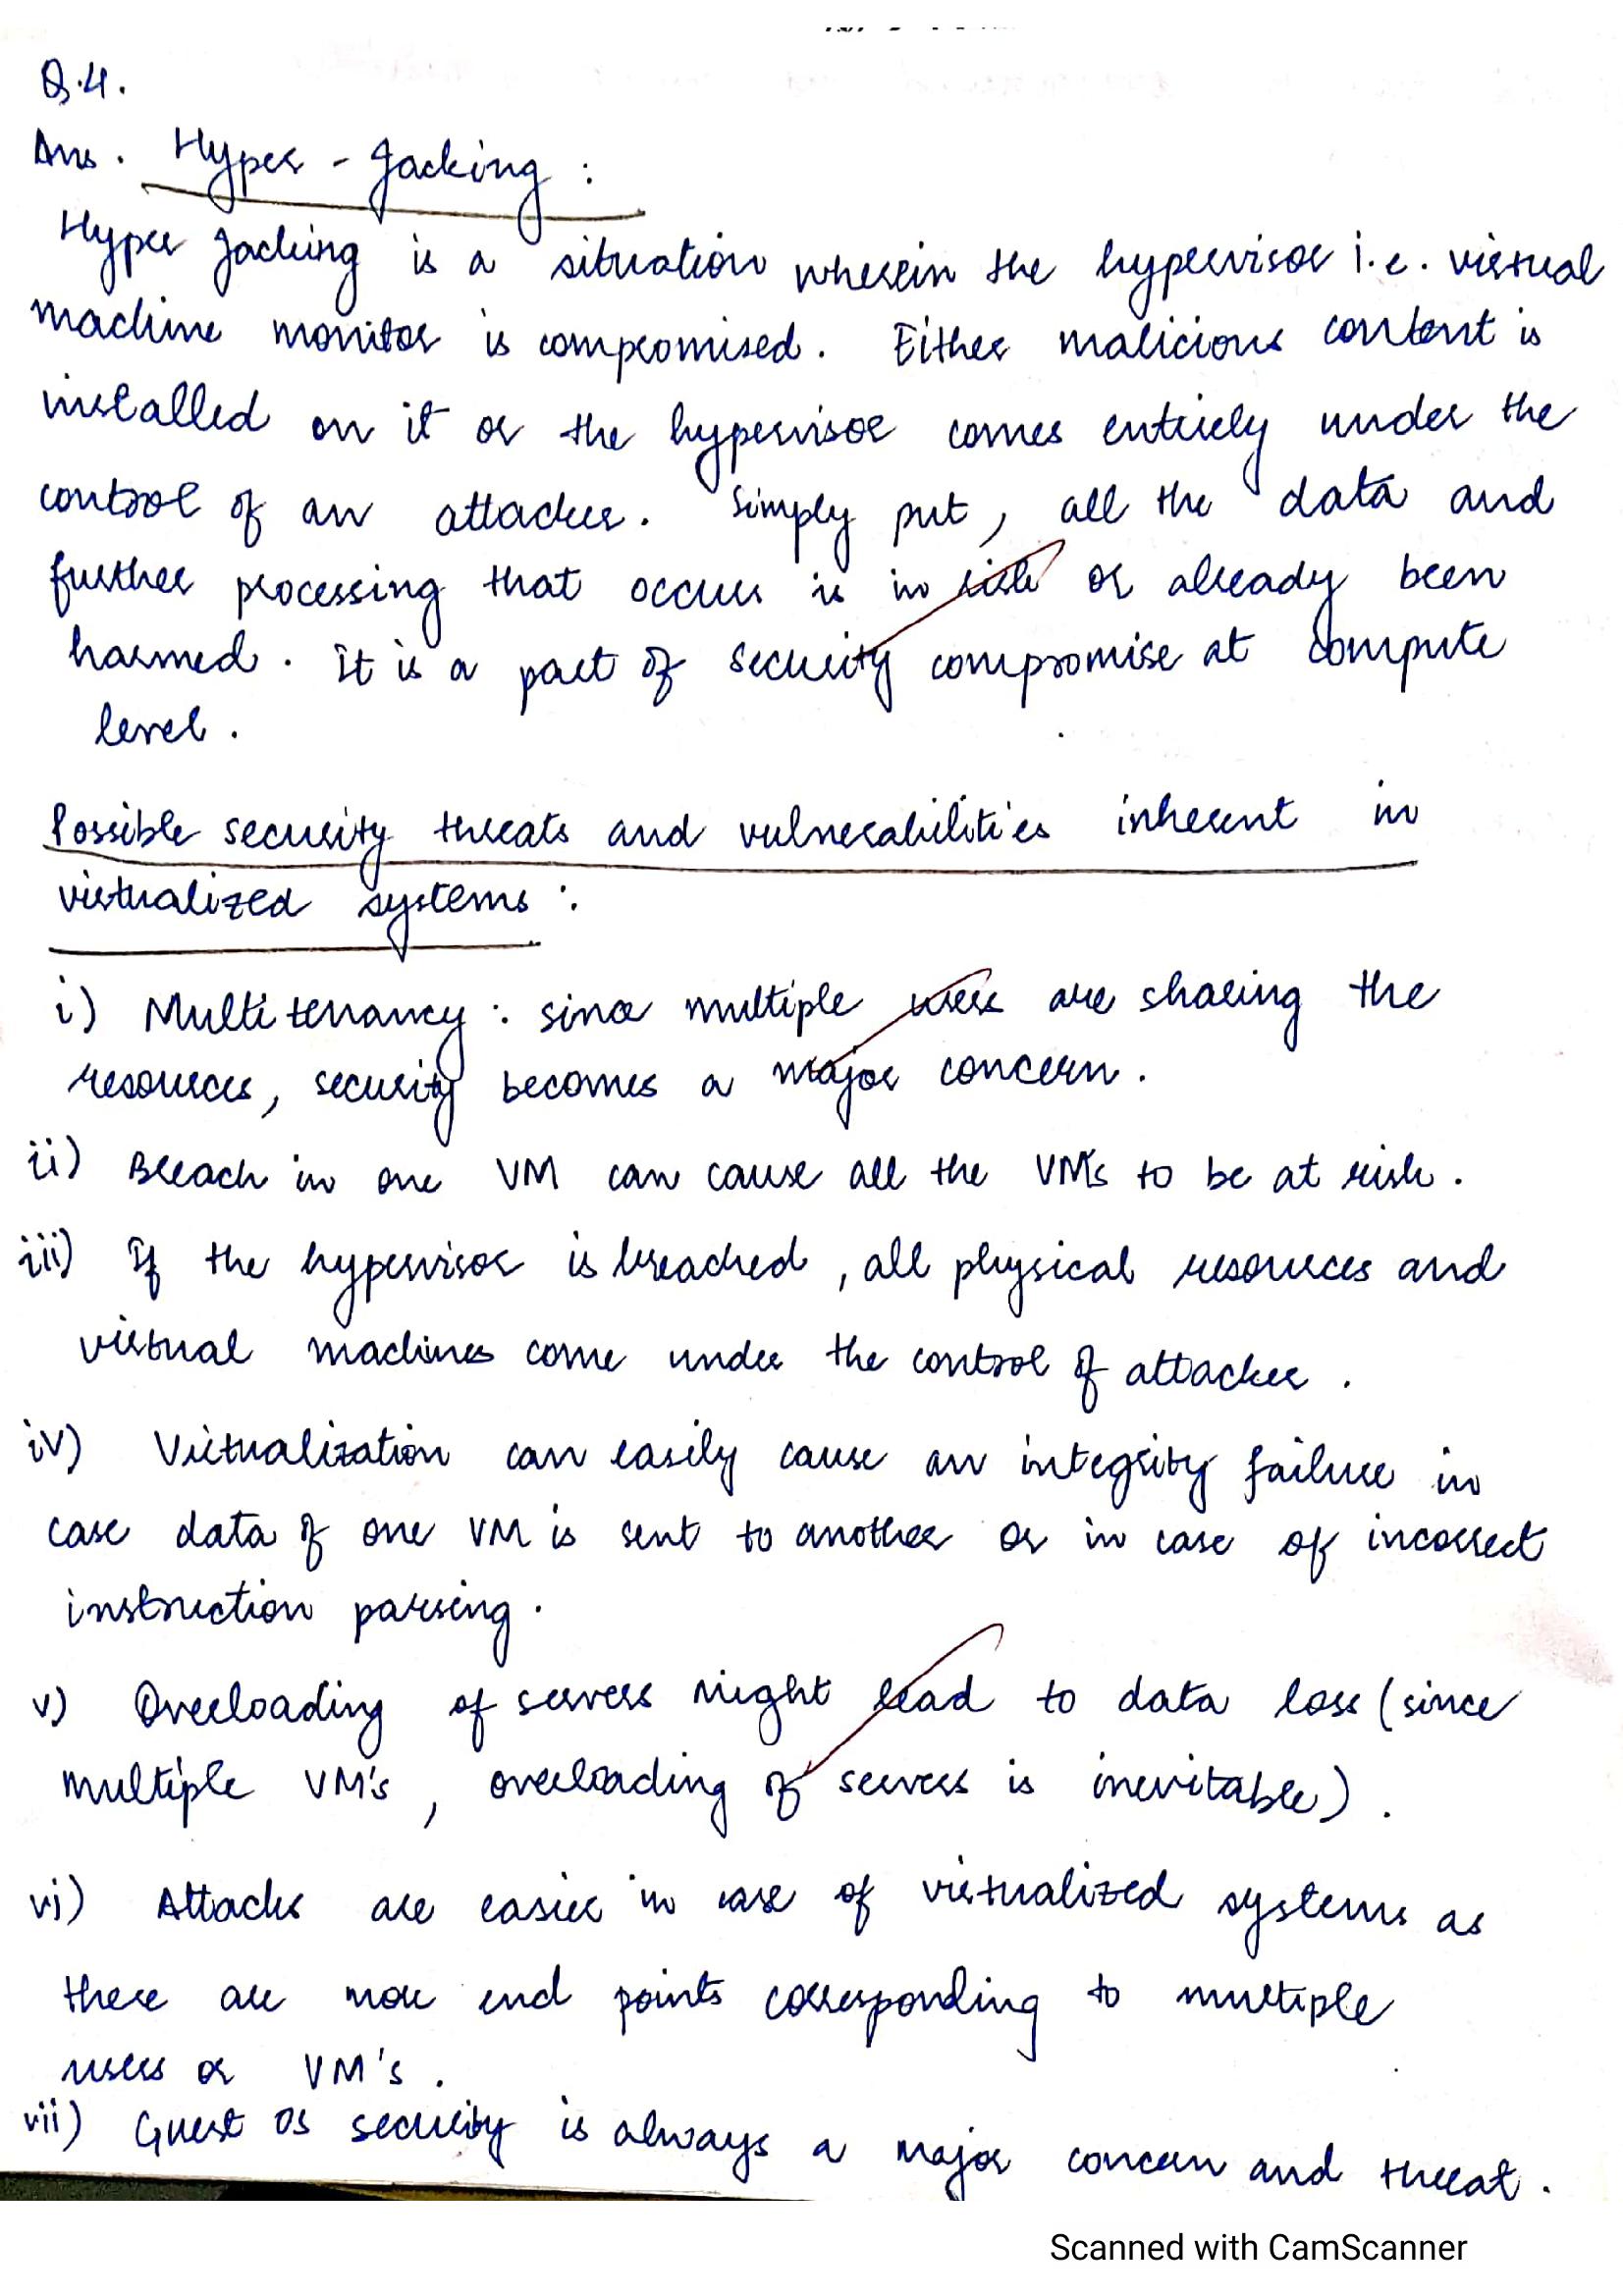 Q.4.
Ans. Hyper - Jacking :
Hyper Jacking is a situation wherein the hypervisor i.e. virtual
machine monitor is compromised. Either malicious content is
installed on it or the hypervisor comes entirely under the
control of an attacker. Simply put, all the data and
further processing that occurs is in risk or already been
harmed. It is a part of security compromise at compute
level.
Possible security threats and vulnerabilities inherent in
virtualized systems :
i) Multitenancy : since multiple users are sharing the
resources, security becomes a major concern.
ii) Breach in one VM can cause all the VM's to be at risk.
iii) If the hypervisor is breached, all physical resources and
virtual machines come under the control of attacker.
iv) Virtualization can easily cause an integrity failure in
case data of one VM is sent to another or in case of incorrect
instruction parsing.
v) Overloading of servers might lead to data loss (since
multiple VM's, overloading of servers is inevitable).
vi) Attacks are easier in case of virtualized systems as
there are more end points corresponding to multiple
users or VM's.
vii) Guest OS security is always a major concern and threat.
Scanned with CamScanner